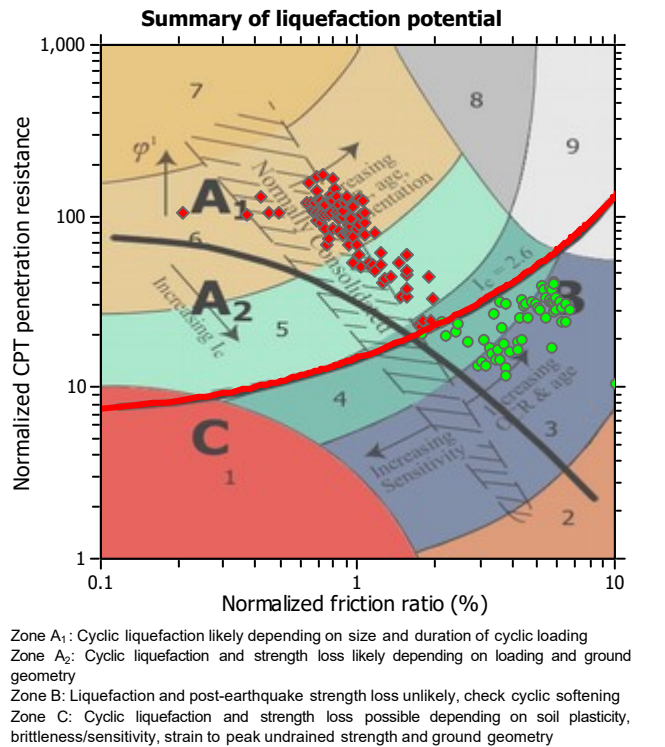 Summary of liquefaction potential
1,000
7
8
9
φ'
Increasing
age,
cementation
A1
Normally Consolidated
100
6
Ic = 2.6
B
A2
Increasing Ic
5
Normalized CPT penetration resistance
10
4
Increasing
OCR & age
C
3
Increasing
Sensitivity
1
2
1
0.1
1
10
Normalized friction ratio (%)
Zone A1: Cyclic liquefaction likely depending on size and duration of cyclic loading
Zone A2: Cyclic liquefaction and strength loss likely depending on loading and ground
geometry
Zone B: Liquefaction and post-earthquake strength loss unlikely, check cyclic softening
Zone C: Cyclic liquefaction and strength loss possible depending on soil plasticity,
brittleness/sensitivity, strain to peak undrained strength and ground geometry